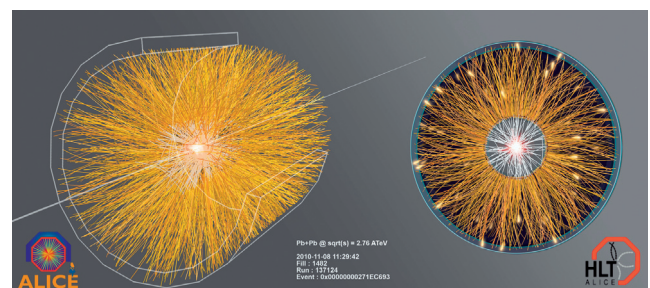 Pb+Pb @ sqrt(s) = 2.76 ATeV
2010-11-08 11:29:42
Fill : 1482
Run : 137124
Event : 0x00000000271EC693
ALICE
HLT
ALICE